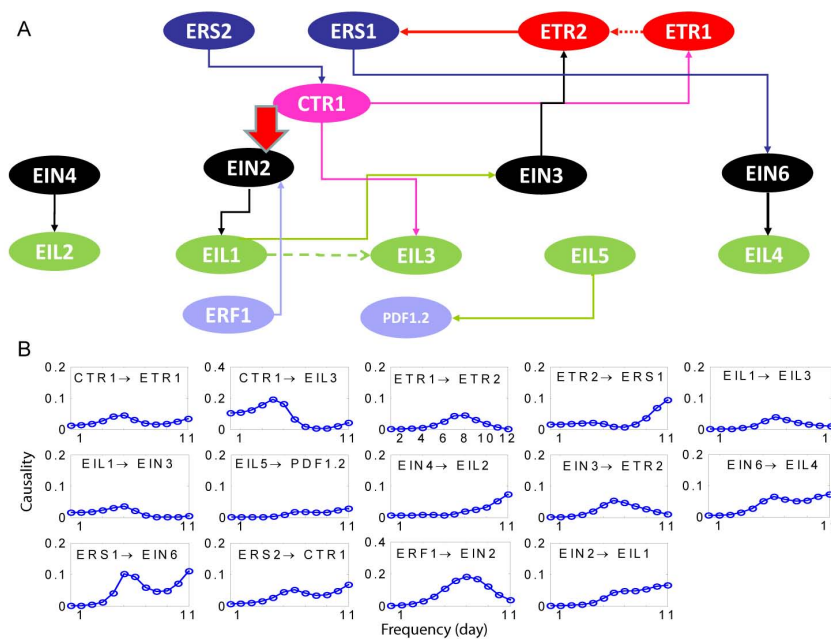 A
ERS2 ERS1 ETR2 ETR1
CTR1
EIN4 EIN2 EIN3 EIN6
EIL2 EIL1 EIL3 EIL5 EIL4
ERF1 PDF1.2
B
CTR1→ ETR1 CTR1→ EIL3 ETR1→ ETR2 ETR2→ ERS1 EIL1→ EIL3
0.2 0.4 0.2 0.2 0.2
0.1 0.2 0.1 0.1 0.1
0 0 0 0 0
1 11 1 11 2 4 6 8 10 12 1 11 1 11
EIL1→ EIN3 EIL5→ PDF1.2 EIN4→ EIL2 EIN3→ ETR2 EIN6→ EIL4
0.2 0.2 0.2 0.2 0.2
0.1 0.1 0.1 0.1 0.1
0 0 0 0 0
1 11 1 11 1 11 1 11 1 1
ERS1→ EIN6 ERS2→ CTR1 ERF1→ EIN2 EIN2→ EIL1
0.2 0.2 0.4 0.2
0.1 0.1 0.2 0.1
0 0 0 0
1 11 1 11 1 11 1 11
Causality
Frequency (day)